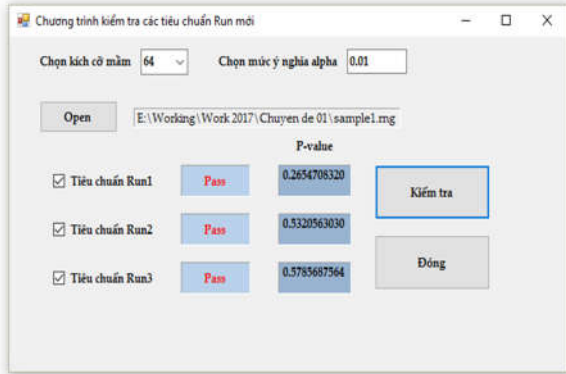 Chương trình kiểm tra các tiêu chuẩn Run mới
Chọn kích cỡ mầm 64 Chọn mức ý nghia alpha 0.01
Open E:\Working\Work 2017\Chuyen de 01\sample1.rng
P-value
Tiêu chuẩn Run1 Pass 0.2654708320 Kiểm tra
Tiêu chuẩn Run2 Pass 0.5320563030
Tiêu chuẩn Run3 Pass 0.5785687564 Đóng